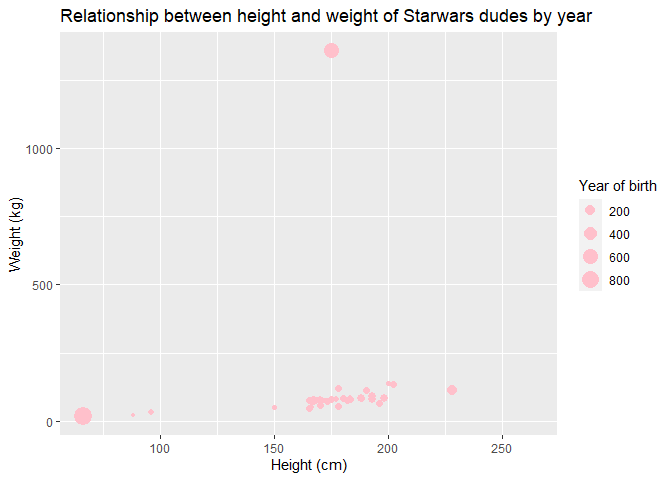 Relationship between height and weight of Starwars dudes by year
Weight (kg)
1000
500
0
100
150
200
250
Height (cm)
Year of birth
200
400
600
800